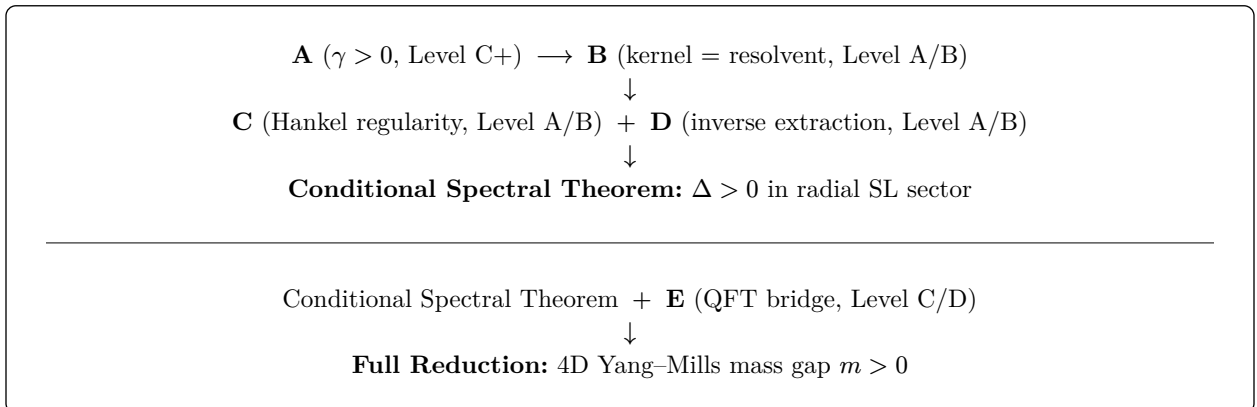 A (γ > 0, Level C+) ⟶ B (kernel = resolvent, Level A/B)
↓
C (Hankel regularity, Level A/B) + D (inverse extraction, Level A/B)
↓
Conditional Spectral Theorem: Δ > 0 in radial SL sector
Conditional Spectral Theorem + E (QFT bridge, Level C/D)
↓
Full Reduction: 4D Yang–Mills mass gap m > 0